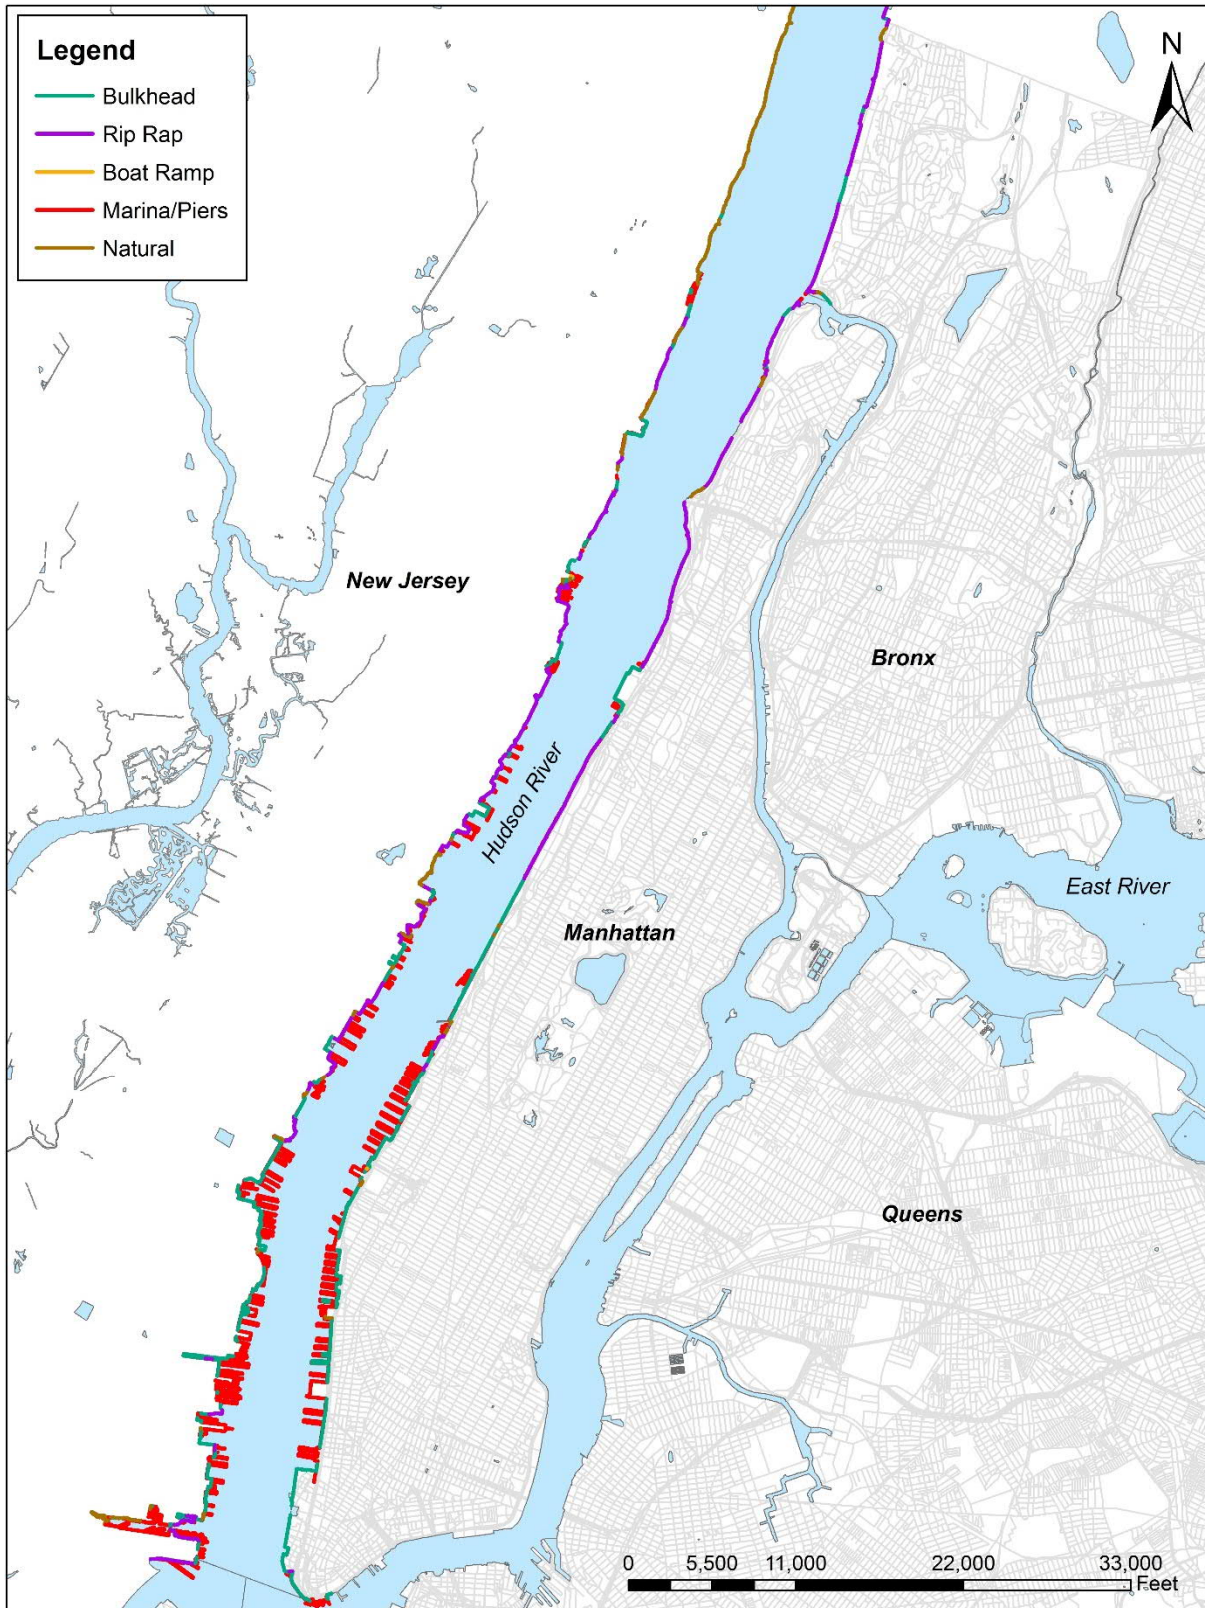 Legend
Bulkhead
Rip Rap
Boat Ramp
Marina/Piers
Natural
N
New Jersey
Bronx
Hudson River
East River
Manhattan
Queens
0 5,500 11,000 22,000 33,000
Feet